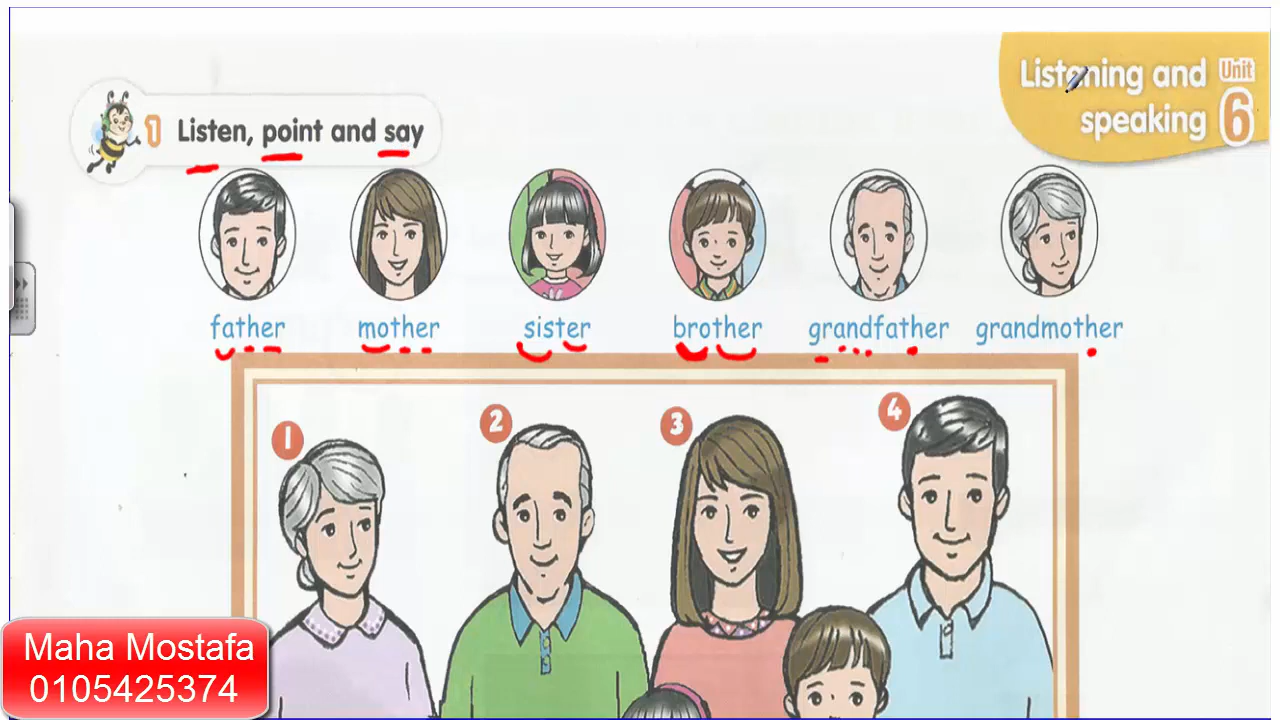 Listening and
speaking
Unit
6
1 Listen, point and say
father mother sister brother grandfather grandmother
1 2 3 4
Maha Mostafa
0105425374